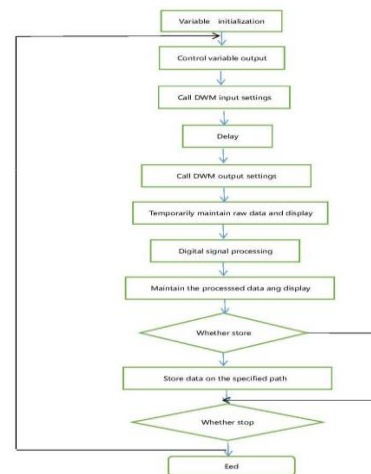 Variable initialization
Control variable output
Call DWM input settings
Delay
Call DWM output settings
Temporarily maintain raw data and display
Digital signal processing
Maintain the processsed data ang display
Whether store
Store data on the specified path
Whether stop
Eed